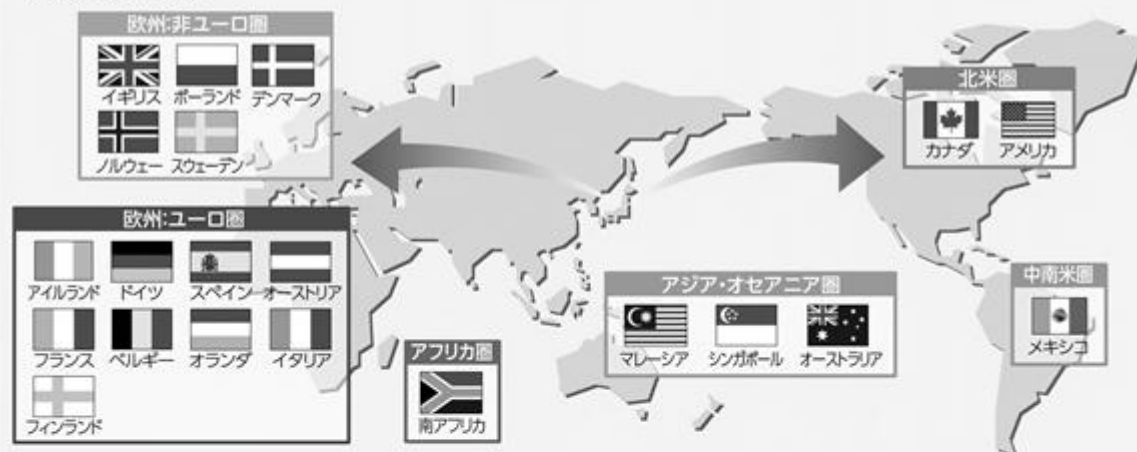 欧州:非ユーロ圏
イギリス ポーランド デンマーク
ノルウェー スウェーデン
北米圏
カナダ アメリカ
欧州:ユーロ圏
アイルランド ドイツ スペイン オーストリア
フランス ベルギー オランダ イタリア
フィンランド
アフリカ圏
南アフリカ
アジア・オセアニア圏
マレーシア シンガポール オーストラリア
中南米圏
メキシコ